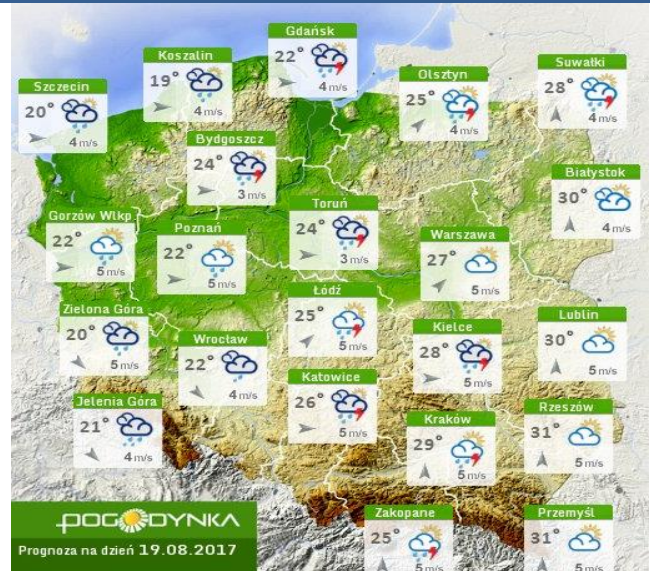 Gdańsk
22°
4 m/s
Koszalin
19°
4 m/s
Szczecin
20°
4 m/s
Olsztyn
25°
4 m/s
Suwałki
28°
4 m/s
Bydgoszcz
24°
3 m/s
Białystok
30°
4 m/s
Gorzów Wlkp
22°
5 m/s
Poznań
22°
5 m/s
Toruń
24°
3 m/s
Warszawa
27°
5 m/s
Zielona Góra
20°
5 m/s
Wrocław
22°
4 m/s
Łódź
25°
5 m/s
Kielce
28°
5 m/s
Lublin
30°
5 m/s
Jelenia Góra
21°
4 m/s
Katowice
26°
5 m/s
Kraków
29°
5 m/s
Rzeszów
31°
5 m/s
Zakopane
25°
5 m/s
Przemyśl
31°
5 m/s
POGODYNKA
Prognoza na dzień 19.08.2017